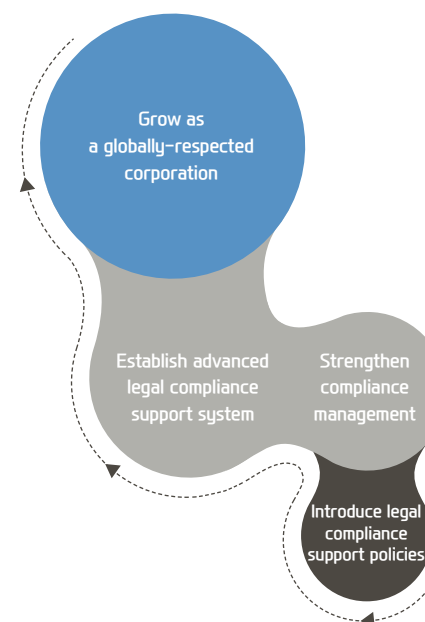 Grow as
a globally-respected
corporation
Establish advanced
legal compliance
support system
Strengthen
compliance
management
Introduce legal
compliance
support policies